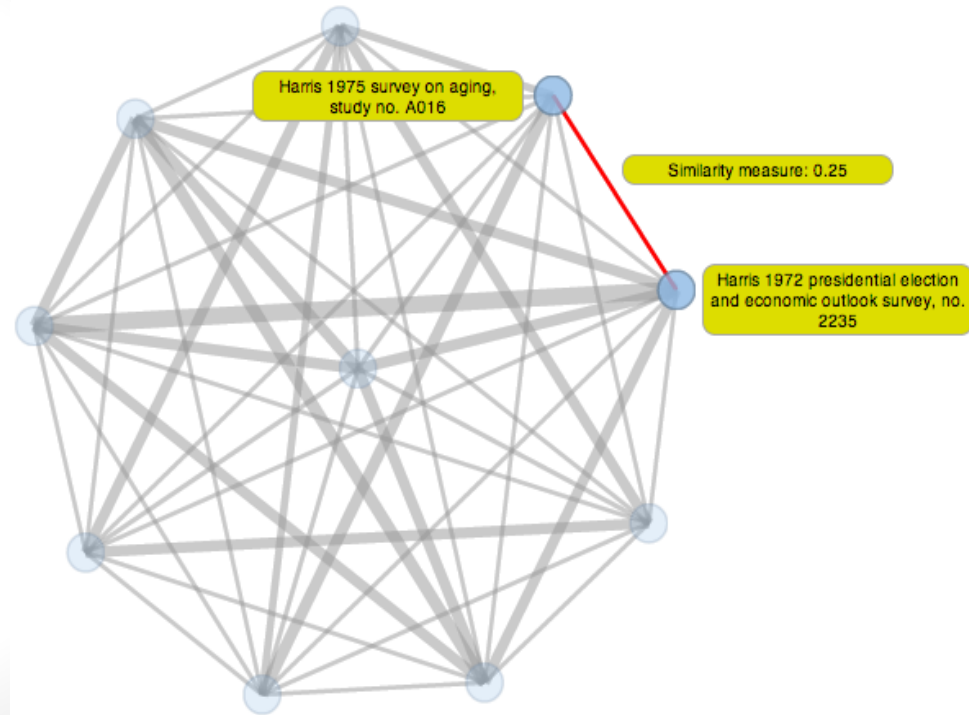 Harris 1975 survey on aging,
study no. A016
Similarity measure: 0.25
Harris 1972 presidential election
and economic outlook survey, no.
2235